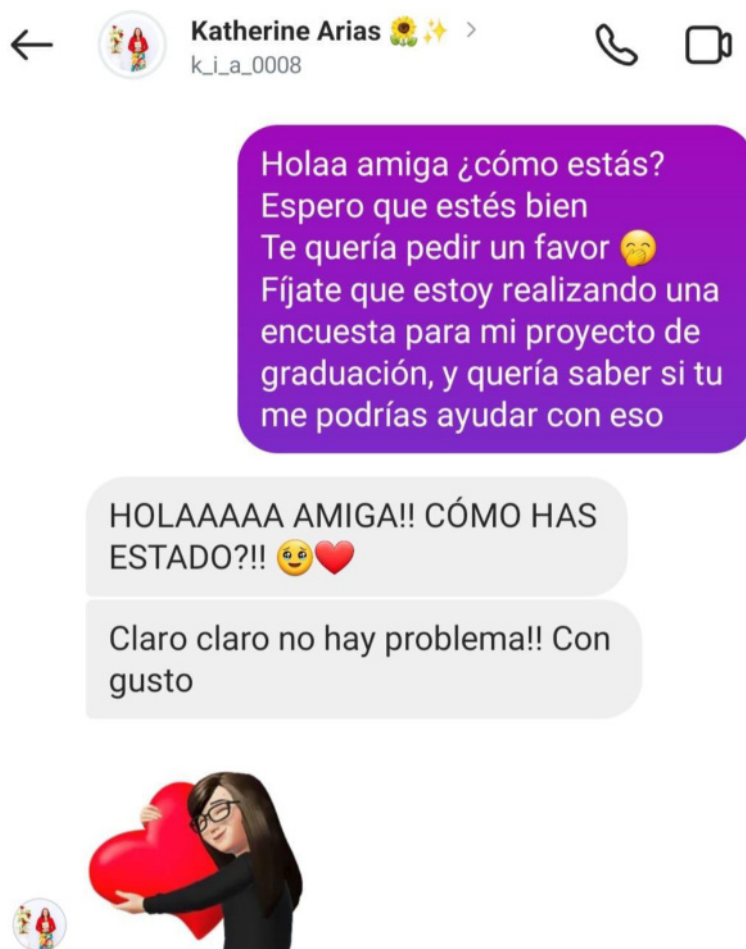 Katherine Arias 🌻✨
k_i_a_0008
Holaa amiga ¿cómo estás?
Espero que estés bien
Te quería pedir un favor 🤭
Fíjate que estoy realizando una
encuesta para mi proyecto de
graduación, y quería saber si tu
me podrías ayudar con eso
HOLAAAAA AMIGA!! CÓMO HAS
ESTADO?!! 🥹❤️
Claro claro no hay problema!! Con
gusto